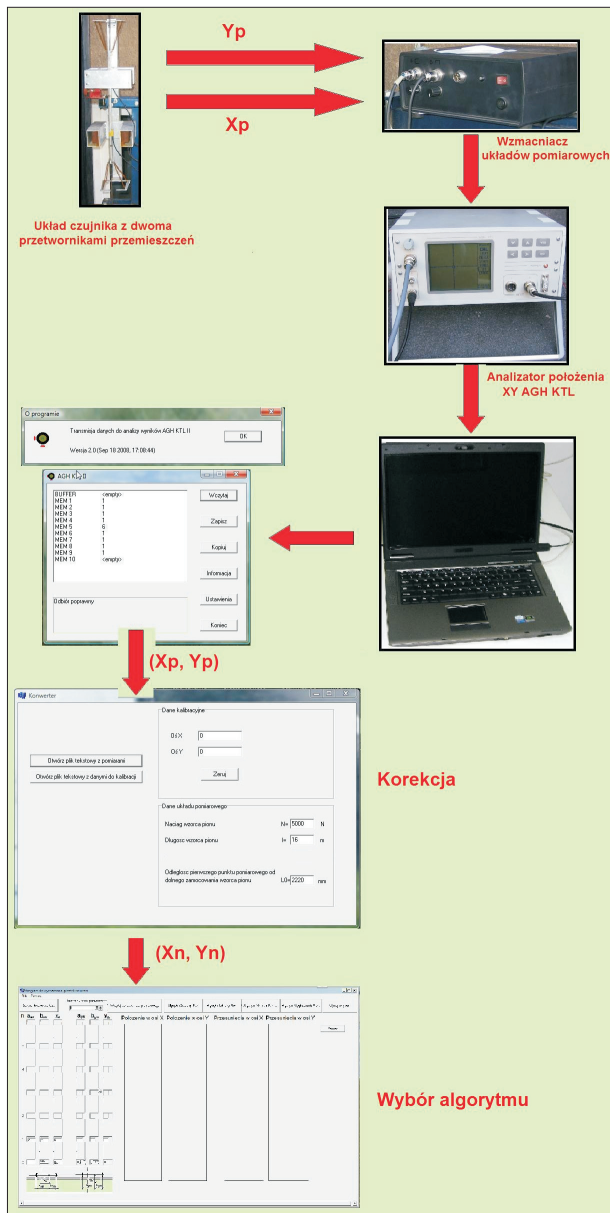 Yp
Xp
Wzmacniacz
układów pomiarowych
Układ czujnika z dwoma
przetwornikami przemieszczeń
Analizator położenia
XY AGH KTL
O programie
Transmisja danych do analizy wyników AGH KTL II
OK
Wersja 2.0 (Sep 18 2008, 17:08:44)
AGH KTL II
BUFFER <empty>
MEM 1 1
MEM 2 1
MEM 3 1
MEM 4 1
MEM 5 6
MEM 6 1
MEM 7 1
MEM 8 1
MEM 9 1
MEM 10 <empty>
Wczytaj
Zapisz
Kopiuj
Informacja
Ustawienia
Koniec
Odbiór poprawny
(Xp, Yp)
Konwerter
Dane kalibracyjne
Oś X 0
Oś Y 0
Zeruj
Otwórz plik tekstowy z pomiarami
Otwórz plik tekstowy z danymi do kalibracji
Dane układu pomiarowego
Naciąg wzorca pionu N= 5000 N
Długosc wzorca pionu l= 16 m
Odleglosc pierwszego punktu pomiarowego od
dolnego zamocowania wzorca pionu L0= 2220 mm
Korekcja
(Xn, Yn)
Położenie w osi X Położenie w osi Y Przesunięcia w osi X Przesunięcia w osi Y
Wybór algorytmu